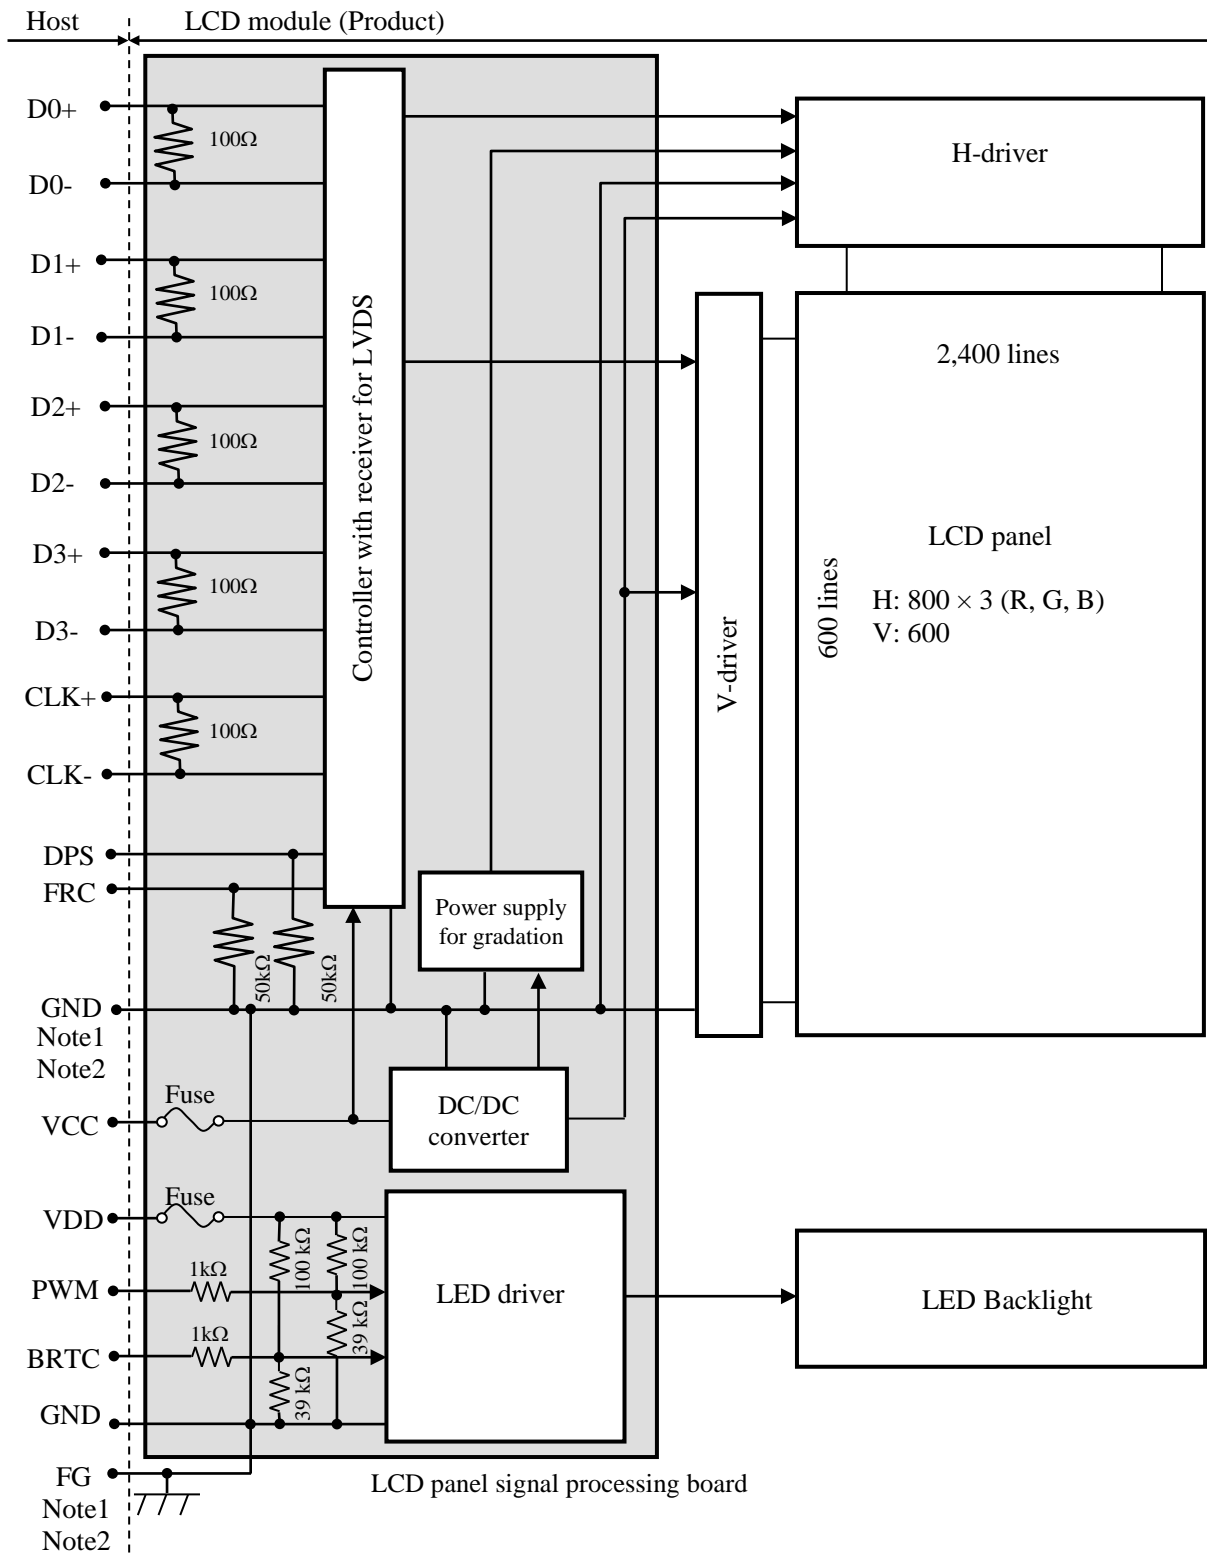 Host
LCD module (Product)
D0+
100Ω
D0-
H-driver
D1+
100Ω
D1-
D2+
100Ω
D2-
D3+
100Ω
D3-
CLK+
100Ω
CLK-
DPS
FRC
50kΩ
50kΩ
Controller with receiver for LVDS
Power supply
for gradation
V-driver
2,400 lines
600 lines
LCD panel
H: 800 × 3 (R, G, B)
V: 600
GND
Note1
Note2
VCC
Fuse
DC/DC
converter
VDD
Fuse
100 kΩ
100 kΩ
PWM
1kΩ
39 kΩ
BRTC
1kΩ
39 kΩ
GND
LED driver
LED Backlight
FG
Note1
Note2
LCD panel signal processing board